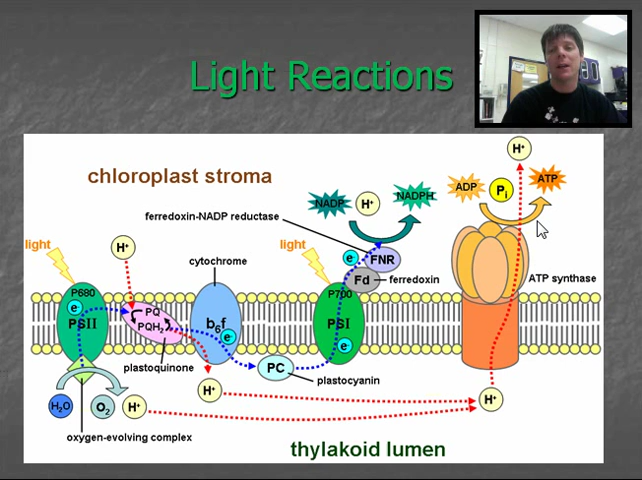 Light Reactions
chloroplast stroma
ferredoxin-NADP reductase
light
H⁺
cytochrome
light
NADP
H⁺
NADPH
ADP
Pi
ATP
H⁺
P680
e⁻
PSII
PQ
PQH₂
plastoquinone
b₆f
e⁻
PC
plastocyanin
e⁻
FNR
Fd
ferredoxin
P700
PSI
e⁻
ATP synthase
H₂O
O₂
H⁺
H⁺
H⁺
oxygen-evolving complex
thylakoid lumen